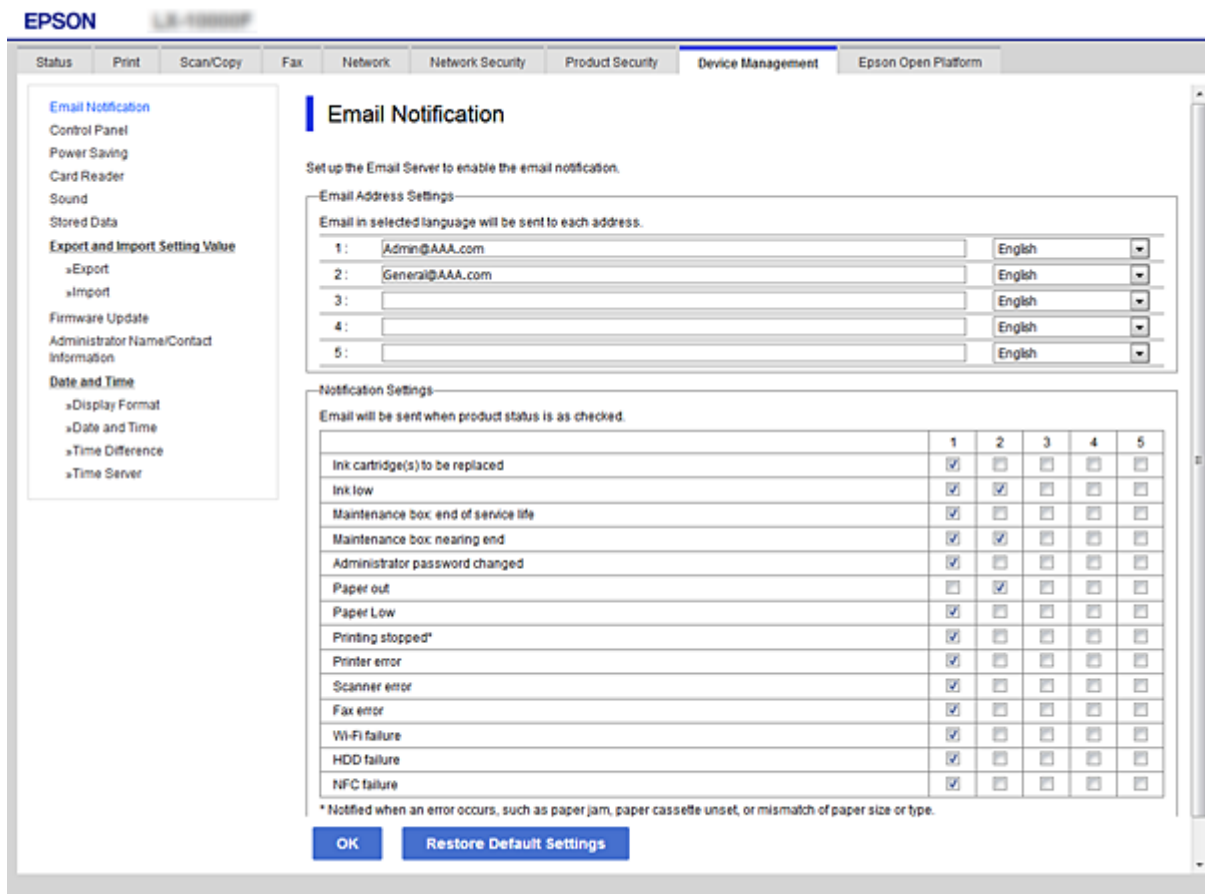 EPSON
Status Print Scan/Copy Fax Network Network Security Product Security Device Management Epson Open Platform
Email Notification
Control Panel
Power Saving
Card Reader
Sound
Stored Data
Export and Import Setting Value
»Export
»Import
Firmware Update
Administrator Name/Contact
Information
Date and Time
»Display Format
»Date and Time
»Time Difference
»Time Server
Email Notification
Set up the Email Server to enable the email notification.
Email Address Settings
Email in selected language will be sent to each address.
1 : Admin@AAA.com English
2 : General@AAA.com English
3 : English
4 : English
5 : English
Notification Settings
Email will be sent when product status is as checked.
1 2 3 4 5
Ink cartridge(s) to be replaced
Ink low
Maintenance box: end of service life
Maintenance box: nearing end
Administrator password changed
Paper out
Paper Low
Printing stopped*
Printer error
Scanner error
Fax error
Wi-Fi failure
HDD failure
NFC failure
* Notified when an error occurs, such as paper jam, paper cassette unset, or mismatch of paper size or type.
OK Restore Default Settings